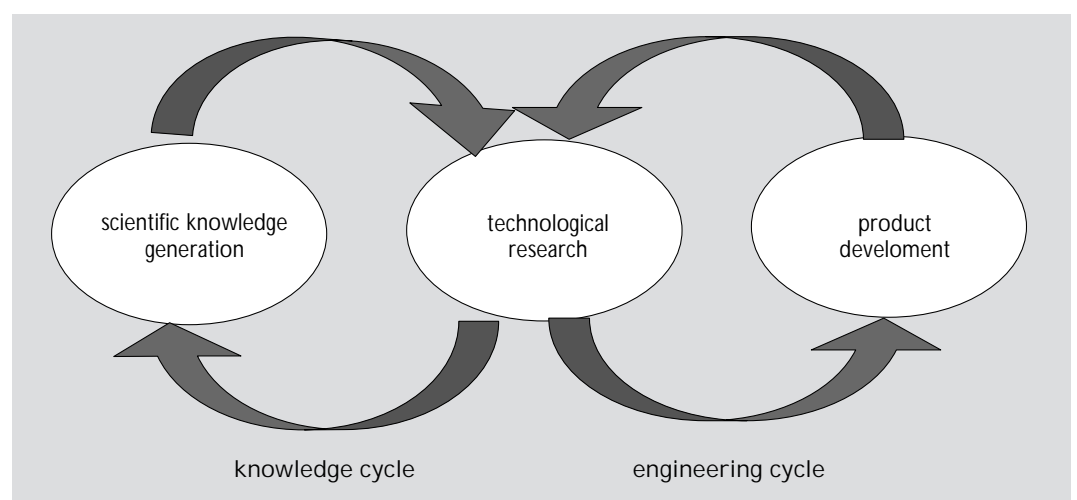 scientific knowledge
generation
technological
research
product
develoment
knowledge cycle
engineering cycle